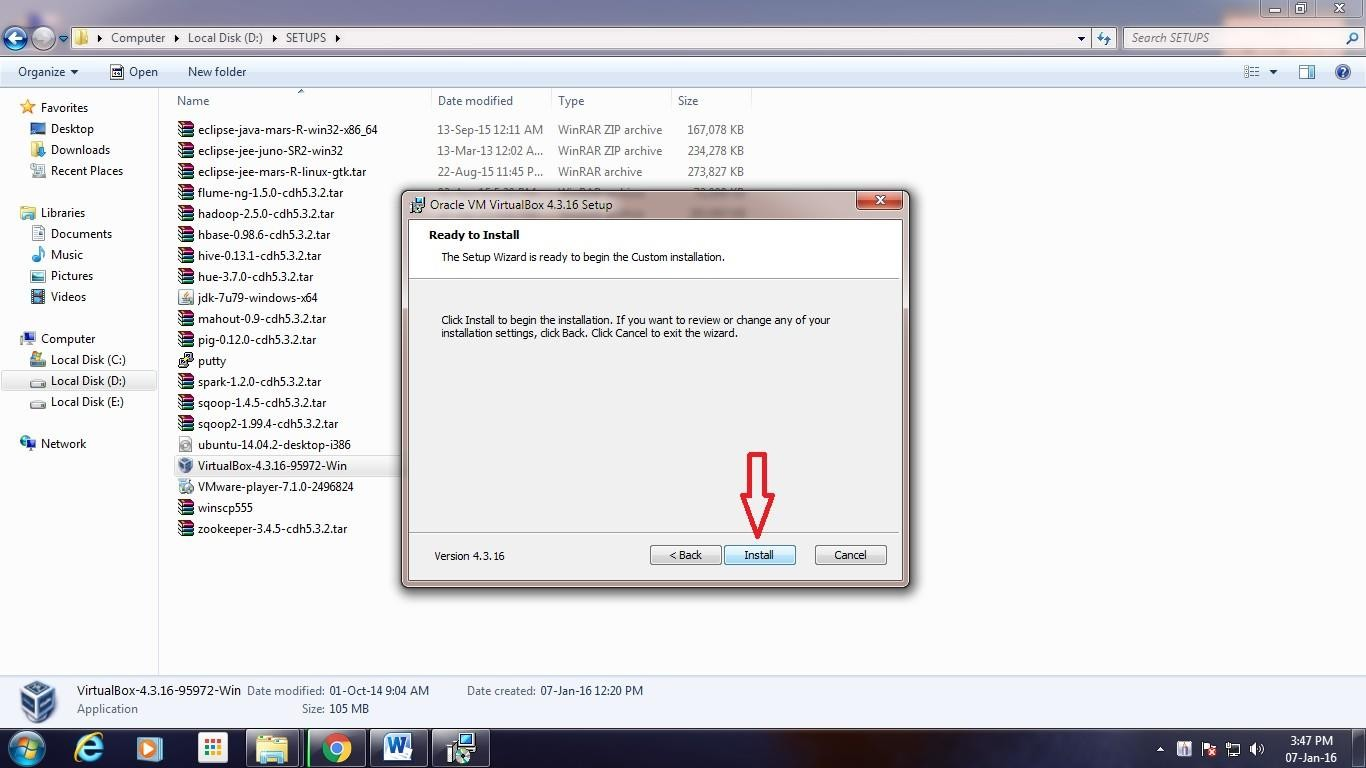 Computer Local Disk (D:) SETUPS
Search SETUPS
Organize Open New folder
Name Date modified Type Size
Favorites
Desktop
Downloads
Recent Places
Libraries
Documents
Music
Pictures
Videos
Computer
Local Disk (C:)
Local Disk (D:)
Local Disk (E:)
Network
eclipse-java-mars-R-win32-x86_64 13-Sep-15 12:11 AM WinRAR ZIP archive 167,078 KB
eclipse-jee-juno-SR2-win32 13-Mar-13 12:02 A... WinRAR ZIP archive 234,278 KB
eclipse-jee-mars-R-linux-gtk.tar 22-Aug-15 11:45 P... WinRAR archive 273,827 KB
flume-ng-1.5.0-cdh5.3.2.tar
hadoop-2.5.0-cdh5.3.2.tar
hbase-0.98.6-cdh5.3.2.tar
hive-0.13.1-cdh5.3.2.tar
hue-3.7.0-cdh5.3.2.tar
jdk-7u79-windows-x64
mahout-0.9-cdh5.3.2.tar
pig-0.12.0-cdh5.3.2.tar
putty
spark-1.2.0-cdh5.3.2.tar
sqoop-1.4.5-cdh5.3.2.tar
sqoop2-1.99.4-cdh5.3.2.tar
ubuntu-14.04.2-desktop-i386
VirtualBox-4.3.16-95972-Win
VMware-player-7.1.0-2496824
winscp555
zookeeper-3.4.5-cdh5.3.2.tar
Oracle VM VirtualBox 4.3.16 Setup
Ready to Install
The Setup Wizard is ready to begin the Custom installation.
Click Install to begin the installation. If you want to review or change any of your
installation settings, click Back. Click Cancel to exit the wizard.
Version 4.3.16
< Back Install Cancel
VirtualBox-4.3.16-95972-Win Date modified: 01-Oct-14 9:04 AM Date created: 07-Jan-16 12:20 PM
Application Size: 105 MB
3:47 PM
07-Jan-16